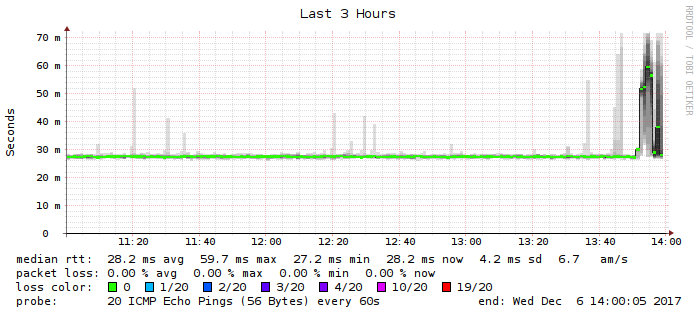 Last 3 Hours
RRDTOOL / TOBI OETIKER
Seconds
70 m
60 m
50 m
40 m
30 m
20 m
10 m
0
11:20 11:40 12:00 12:20 12:40 13:00 13:20 13:40 14:00
median rtt: 28.2 ms avg 59.7 ms max 27.2 ms min 28.2 ms now 4.2 ms sd 6.7 am/s
packet loss: 0.00 % avg 0.00 % max 0.00 % min 0.00 % now
loss color: 0 1/20 2/20 3/20 4/20 10/20 19/20
probe: 20 ICMP Echo Pings (56 Bytes) every 60s end: Wed Dec 6 14:00:05 2017